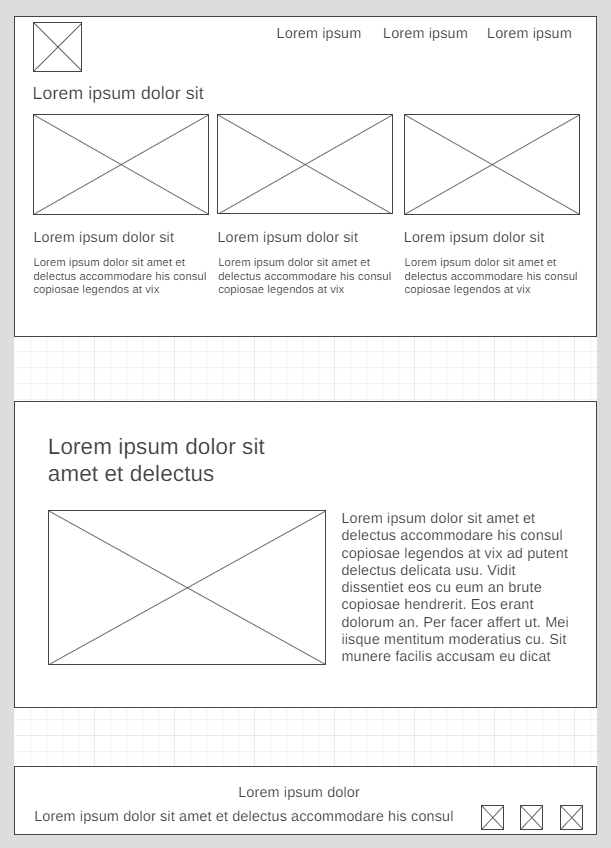 Lorem ipsum Lorem ipsum Lorem ipsum
Lorem ipsum dolor sit
Lorem ipsum dolor sit
Lorem ipsum dolor sit amet et
delectus accommodare his consul
copiosae legendos at vix
Lorem ipsum dolor sit
Lorem ipsum dolor sit amet et
delectus accommodare his consul
copiosae legendos at vix
Lorem ipsum dolor sit
Lorem ipsum dolor sit amet et
delectus accommodare his consul
copiosae legendos at vix
Lorem ipsum dolor sit
amet et delectus
Lorem ipsum dolor sit amet et
delectus accommodare his consul
copiosae legendos at vix ad putent
delectus delicata usu. Vidit
dissentiet eos cu eum an brute
copiosae hendrerit. Eos erant
dolorum an. Per facer affert ut. Mei
iisque mentitum moderatius cu. Sit
munere facilis accusam eu dicat
Lorem ipsum dolor
Lorem ipsum dolor sit amet et delectus accommodare his consul